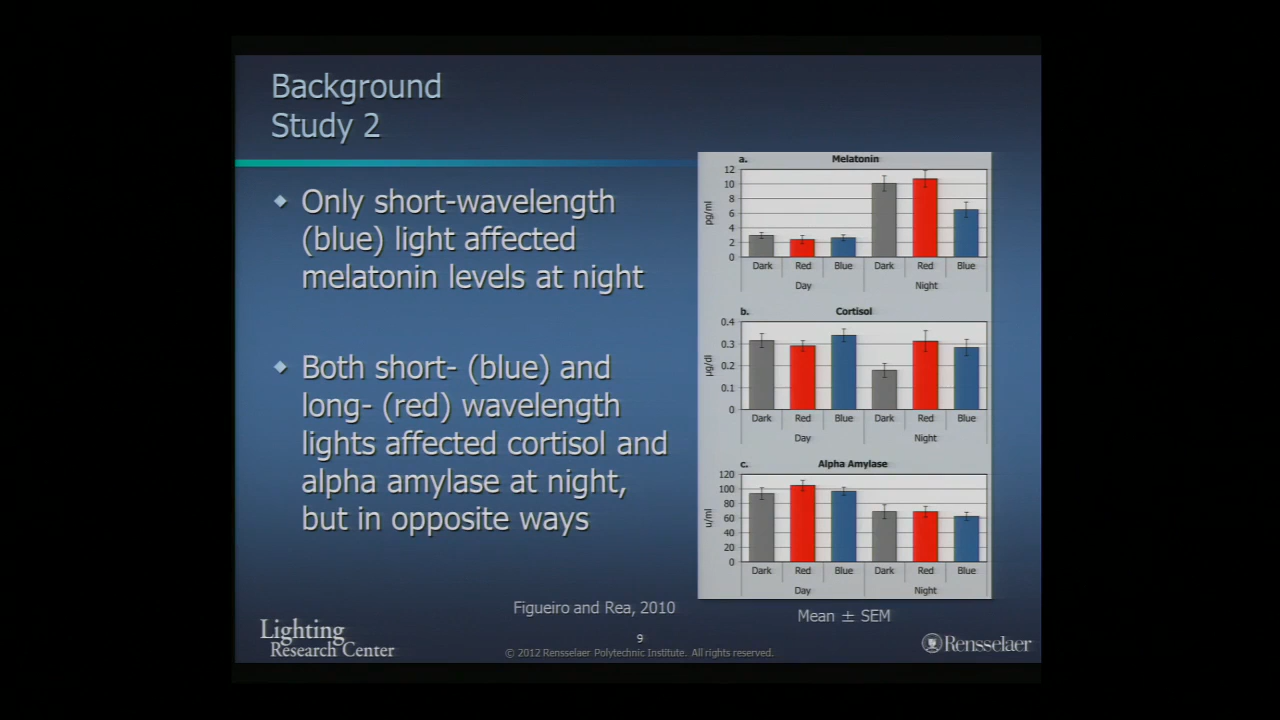 Background
Study 2
Only short-wavelength
(blue) light affected
melatonin levels at night
Both short- (blue) and
long- (red) wavelength
lights affected cortisol and
alpha amylase at night,
but in opposite ways
a. Melatonin
pg/ml
12
10
8
6
4
2
0
Dark Red Blue Dark Red Blue
Day Night
b. Cortisol
µg/dl
0.4
0.3
0.2
0.1
0
Dark Red Blue Dark Red Blue
Day Night
c. Alpha Amylase
u/ml
120
100
80
60
40
20
0
Dark Red Blue Dark Red Blue
Day Night
Figueiro and Rea, 2010
Mean ± SEM
Lighting
Research Center
9
© 2012 Rensselaer Polytechnic Institute. All rights reserved.
Rensselaer